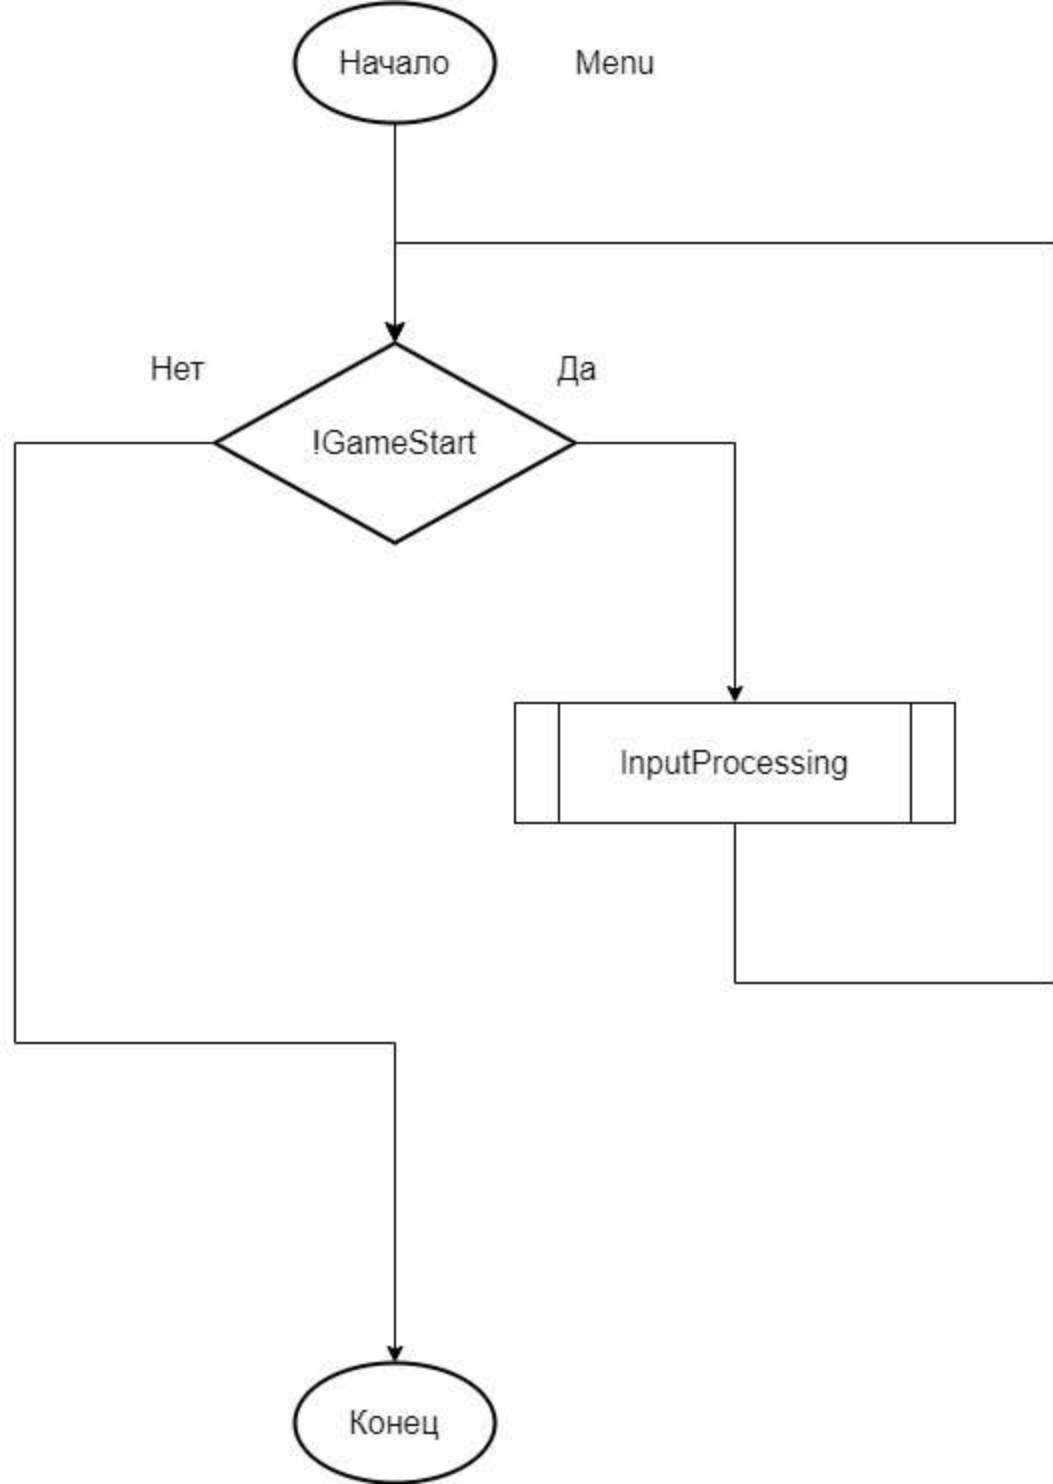 Начало
Menu
Нет
Да
!GameStart
InputProcessing
Конец